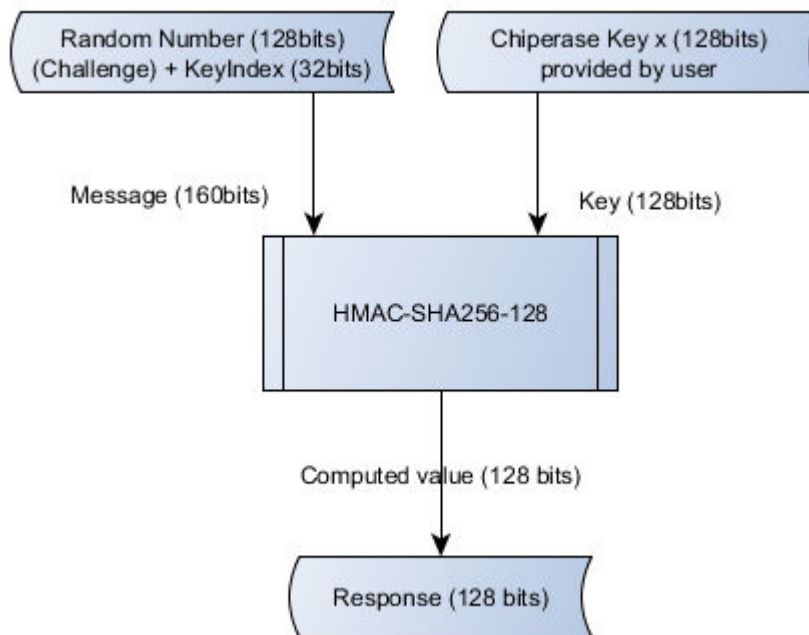 Random Number (128bits)
(Challenge) + KeyIndex (32bits)
Chiperase Key x (128bits)
provided by user
Message (160bits)
Key (128bits)
HMAC-SHA256-128
Computed value (128 bits)
Response (128 bits)